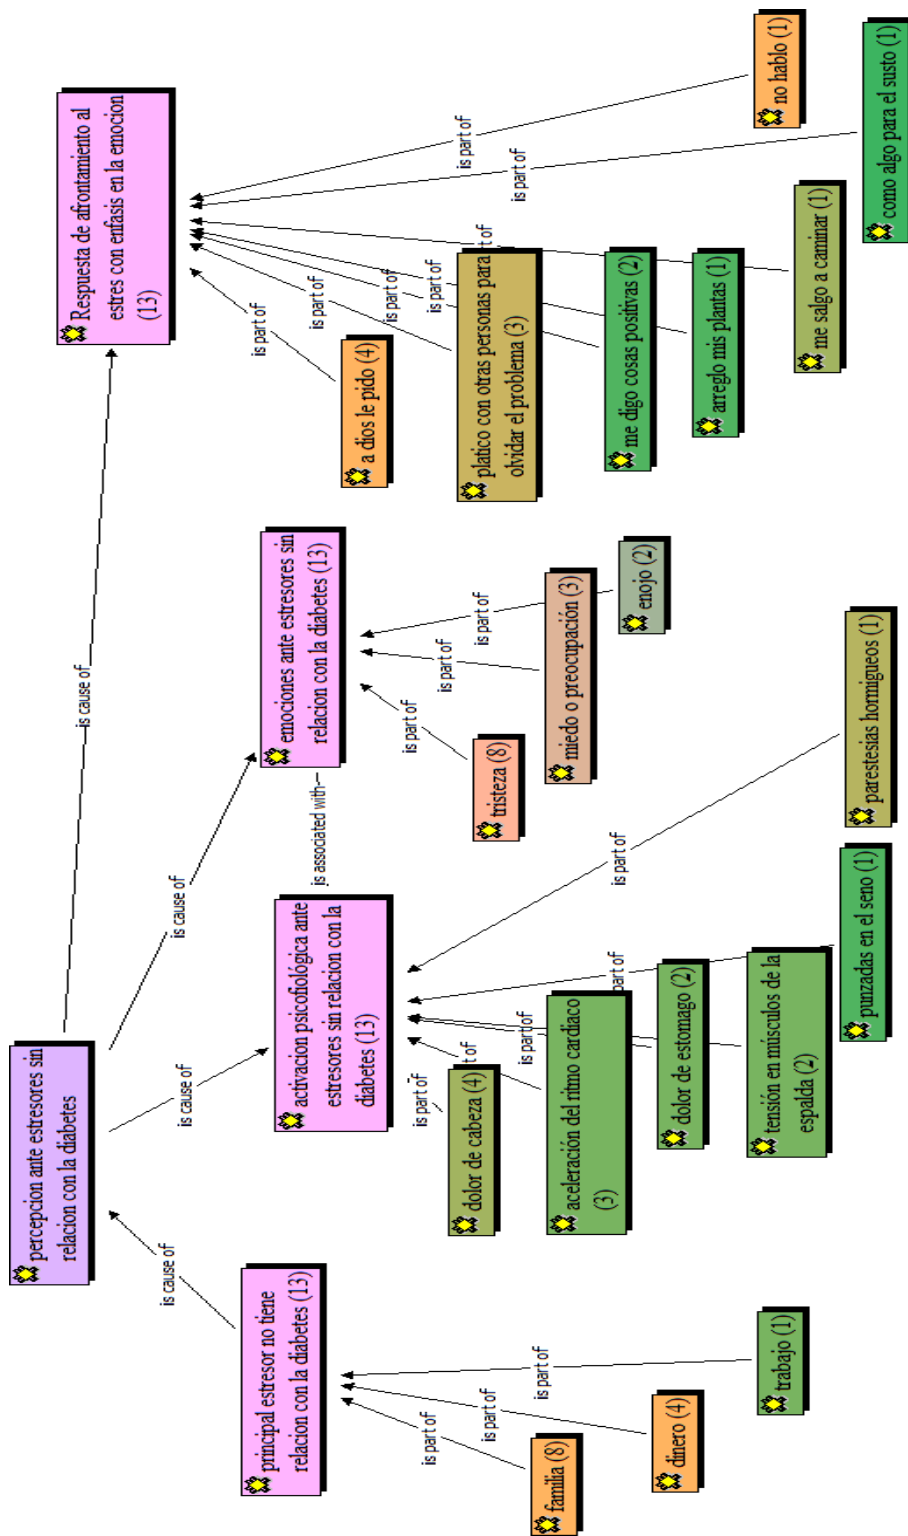 percepcion ante estresores sin
relacion con la diabetes
is cause of
is cause of
is cause of
is cause of
principal estresor no tiene
relacion con la diabetes (13)
activacion psicofiológica ante
estresores sin relacion con la
diabetes (13)
is associated with
emociones ante estresores sin
relacion con la diabetes (13)
Respuesta de afrontamiento al
estres con enfasis en la emocion
(13)
is part of
is part of
is part of
familia (8)
dinero (4)
trabajo (1)
is part of
t of
is part of
part of
is part of
dolor de cabeza (4)
aceleración del ritmo cardiaco
(3)
dolor de estomago (2)
tensión en músculos de la
espalda (2)
punzadas en el seno (1)
parestesias hormigueos (1)
is part of
is part of
is part of
tristeza (8)
miedo o preocupación (3)
enojo (2)
is part of
is part of
is part of
is part of
t of
is part of
is part of
a dios le pido (4)
platico con otras personas para
olvidar el problema (3)
me digo cosas positivas (2)
arreglo mis plantas (1)
me salgo a caminar (1)
no hablo (1)
como algo para el susto (1)